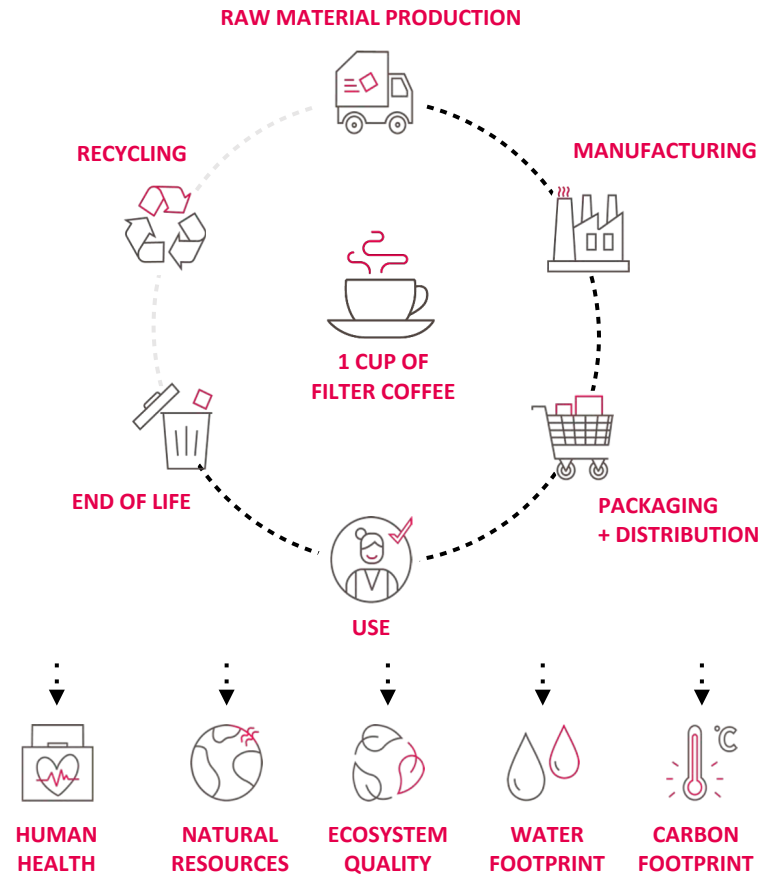 RAW MATERIAL PRODUCTION
RECYCLING
MANUFACTURING
1 CUP OF
FILTER COFFEE
END OF LIFE
PACKAGING
+ DISTRIBUTION
USE
°C
HUMAN
HEALTH
NATURAL
RESOURCES
ECOSYSTEM
QUALITY
WATER
FOOTPRINT
CARBON
FOOTPRINT